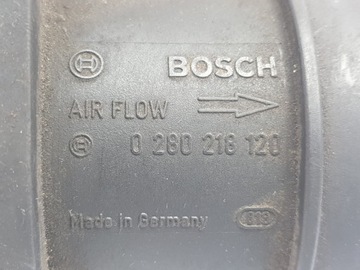 BOSCH
AIR FLOW
0 280 218 120
Made in Germany